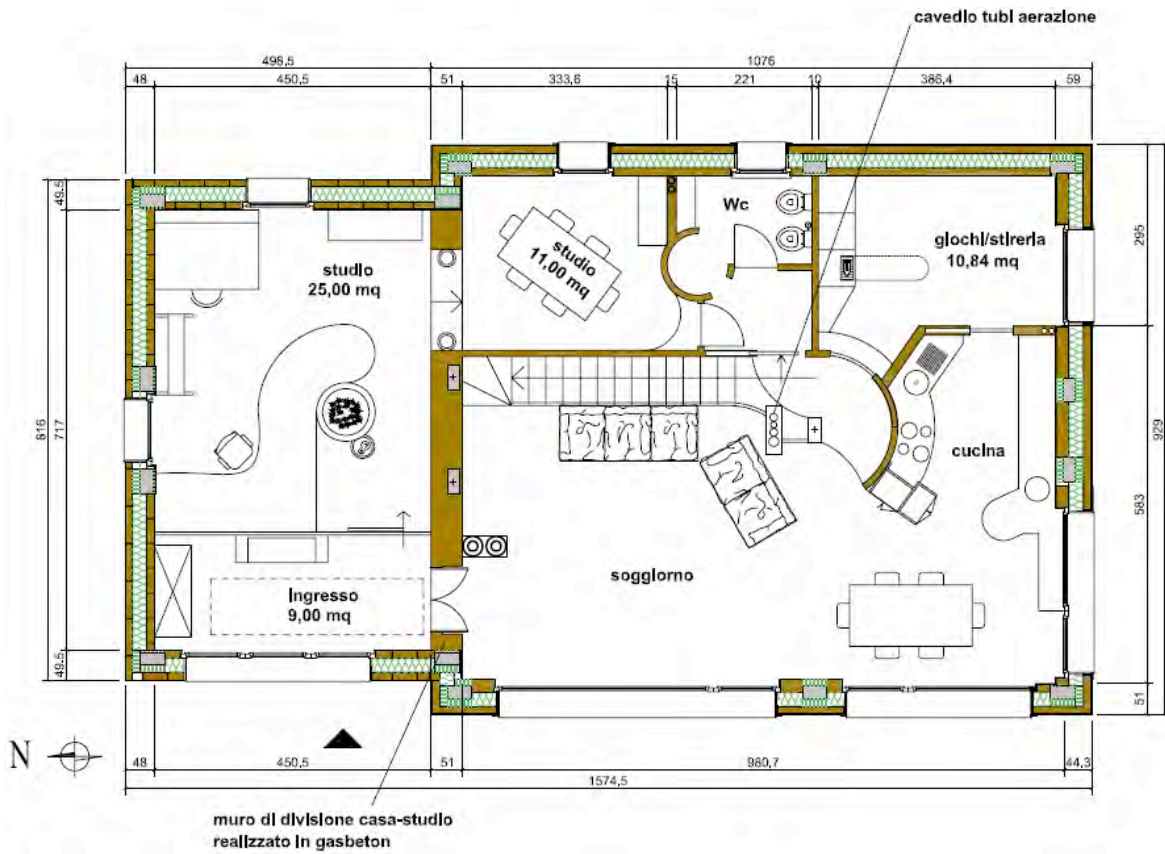 cavedio tubi aerazione
498,5
1076
48
450,5
51
333,6
15
221
10
386,4
59
49.5
816
717
49.5
studio
25,00 mq
studio
11,00 mq
Wc
giochi/stireria
10,84 mq
cucina
soggiorno
Ingresso
9,00 mq
295
929
583
51
N
48
450,5
51
980,7
44,3
1574,5
muro di divisione casa-studio
realizzato in gasbeton